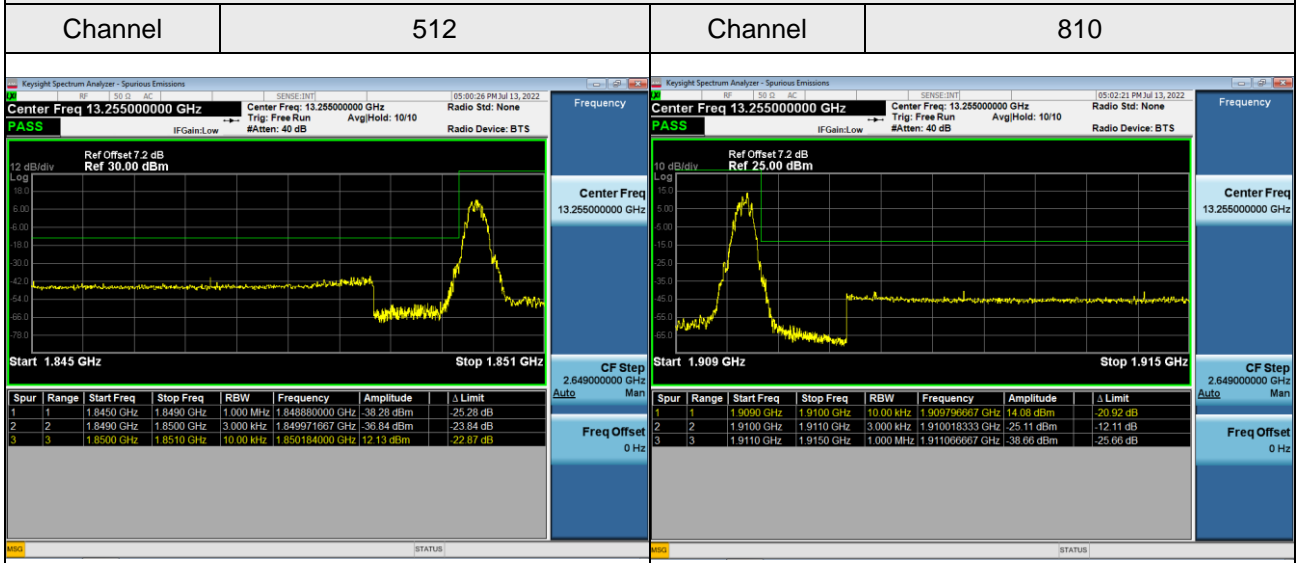 Channel 512 Channel 810
Keysight Spectrum Analyzer - Spurious Emissions
RF 50 Ω AC SENSE:INT 05:00:26 PM Jul 13, 2022
Center Freq 13.255000000 GHz Center Freq: 13.255000000 GHz Radio Std: None
Trig: Free Run Avg|Hold: 10/10
PASS IFGain:Low #Atten: 40 dB Radio Device: BTS
Ref Offset 7.2 dB
12 dB/div Ref 30.00 dBm
Log
18.0
6.00
-6.00
-18.0
-30.0
-42.0
-54.0
-66.0
-78.0
Start 1.845 GHz Stop 1.851 GHz
Spur Range Start Freq Stop Freq RBW Frequency Amplitude Δ Limit
1 1 1.8450 GHz 1.8490 GHz 1.000 MHz 1.848880000 GHz -38.28 dBm -25.28 dB
2 2 1.8490 GHz 1.8500 GHz 3.000 kHz 1.849971667 GHz -36.84 dBm -23.84 dB
3 3 1.8500 GHz 1.8510 GHz 10.00 kHz 1.850184000 GHz 12.13 dBm -22.87 dB
Frequency
Center Freq
13.255000000 GHz
CF Step
2.649000000 GHz
Auto Man
Freq Offset
0 Hz
MSG STATUS
Keysight Spectrum Analyzer - Spurious Emissions
RF 50 Ω AC SENSE:INT 05:02:21 PM Jul 13, 2022
Center Freq 13.255000000 GHz Center Freq: 13.255000000 GHz Radio Std: None
Trig: Free Run Avg|Hold: 10/10
PASS IFGain:Low #Atten: 40 dB Radio Device: BTS
Ref Offset 7.2 dB
10 dB/div Ref 25.00 dBm
Log
15.0
5.00
-5.00
-15.0
-25.0
-35.0
-45.0
-55.0
-65.0
Start 1.909 GHz Stop 1.915 GHz
Spur Range Start Freq Stop Freq RBW Frequency Amplitude Δ Limit
1 1 1.9090 GHz 1.9100 GHz 10.00 kHz 1.909796667 GHz 14.08 dBm -20.92 dB
2 2 1.9100 GHz 1.9110 GHz 3.000 kHz 1.910018333 GHz -25.11 dBm -12.11 dB
3 3 1.9110 GHz 1.9150 GHz 1.000 MHz 1.911066667 GHz -38.66 dBm -25.66 dB
Frequency
Center Freq
13.255000000 GHz
CF Step
2.649000000 GHz
Auto Man
Freq Offset
0 Hz
MSG STATUS